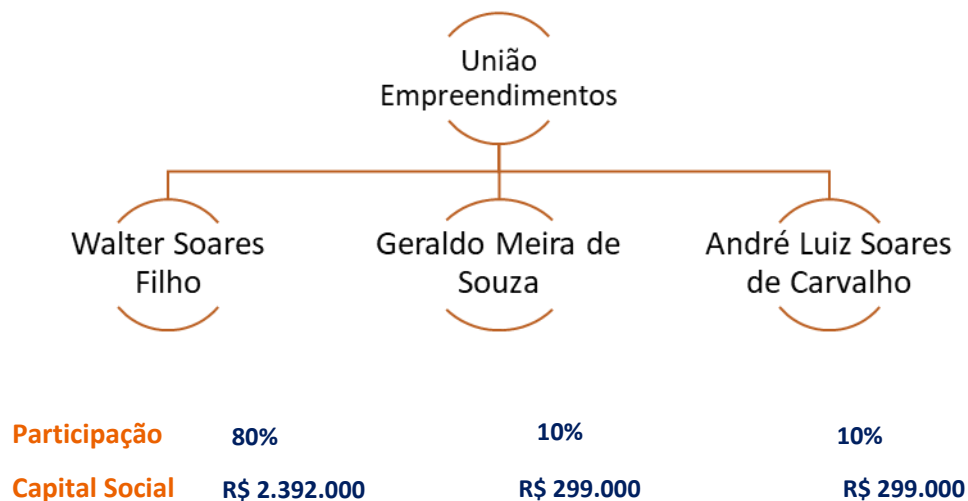 União
Empreendimentos
Walter Soares
Filho
Geraldo Meira de
Souza
André Luiz Soares
de Carvalho
Participação 80% 10% 10%
Capital Social R$ 2.392.000 R$ 299.000 R$ 299.000